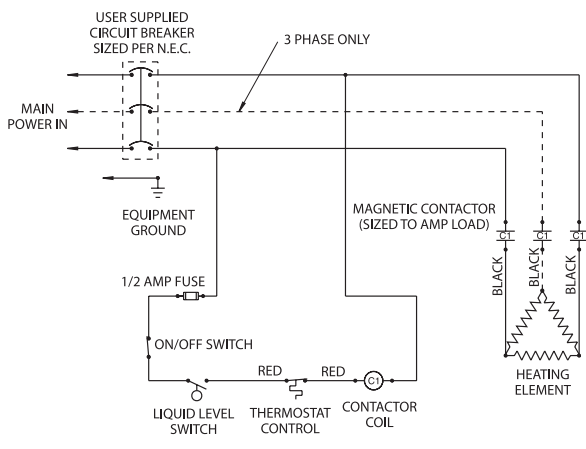 USER SUPPLIED
CIRCUIT BREAKER
SIZED PER N.E.C.
3 PHASE ONLY
MAIN
POWER IN
EQUIPMENT
GROUND
MAGNETIC CONTACTOR
(SIZED TO AMP LOAD)
C1
C1
C1
BLACK
BLACK
BLACK
1/2 AMP FUSE
ON/OFF SWITCH
RED
RED
C1
LIQUID LEVEL
SWITCH
THERMOSTAT
CONTROL
CONTACTOR
COIL
HEATING
ELEMENT